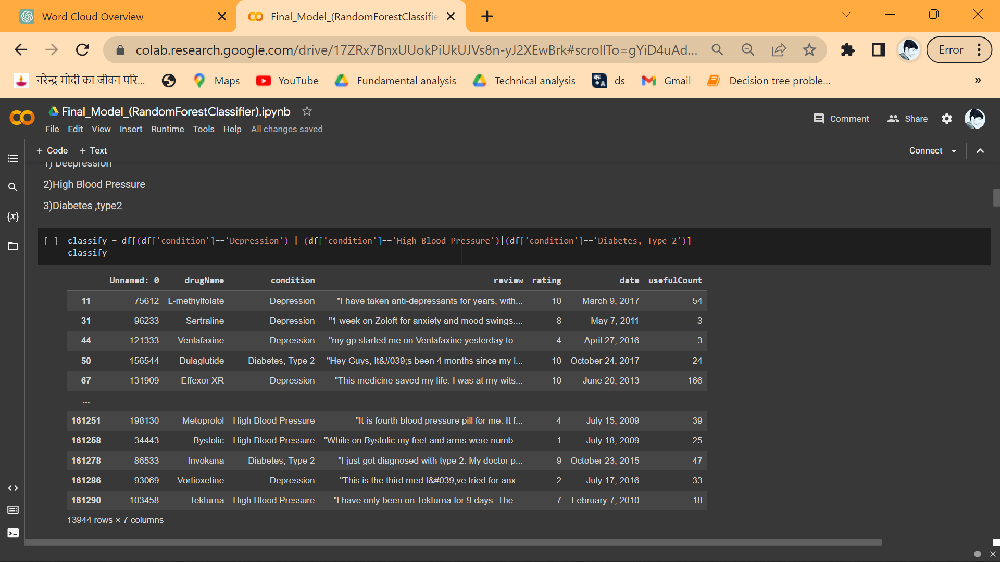 Word Cloud Overview
Final_Model_(RandomForestClassifie
colab.research.google.com/drive/17ZRx7BnxUUokPiUkUJVs8n-yJ2XEwBrk#scrollTo=gYiD4uAd...
Error
नरेन्द्र मोदी का जीवन परि...
Maps
YouTube
Fundamental analysis
Technical analysis
ds
Gmail
Decision tree proble...
»
Final_Model_(RandomForestClassifier).ipynb
Comment
Share
File Edit View Insert Runtime Tools Help All changes saved
+ Code + Text
Connect
1) Deepression
2)High Blood Pressure
3)Diabetes ,type2
[ ] classify = df[(df['condition']=='Depression') | (df['condition']=='High Blood Pressure')|(df['condition']=='Diabetes, Type 2')]
classify
Unnamed: 0 drugName condition review rating date usefulCount
11 75612 L-methylfolate Depression "I have taken anti-depressants for years, with... 10 March 9, 2017 54
31 96233 Sertraline Depression "1 week on Zoloft for anxiety and mood swings.... 8 May 7, 2011 3
44 121333 Venlafaxine Depression "my gp started me on Venlafaxine yesterday to ... 4 April 27, 2016 3
50 156544 Dulaglutide Diabetes, Type 2 "Hey Guys, It&#039;s been 4 months since my l... 10 October 24, 2017 24
67 131909 Effexor XR Depression "This medicine saved my life. I was at my wits... 10 June 20, 2013 166
... ... ... ... ... ... ... ...
161251 198130 Metoprolol High Blood Pressure "It is fourth blood pressure pill for me. It f... 4 July 15, 2009 39
161258 34443 Bystolic High Blood Pressure "While on Bystolic my feet and arms were numb.... 1 July 18, 2009 25
161278 86533 Invokana Diabetes, Type 2 "I just got diagnosed with type 2. My doctor p... 9 October 23, 2015 47
161286 93069 Vortioxetine Depression "This is the third med I&#039;ve tried for anx... 2 July 17, 2016 33
161290 103458 Tekturna High Blood Pressure "I have only been on Tekturna for 9 days. The ... 7 February 7, 2010 18
13944 rows × 7 columns